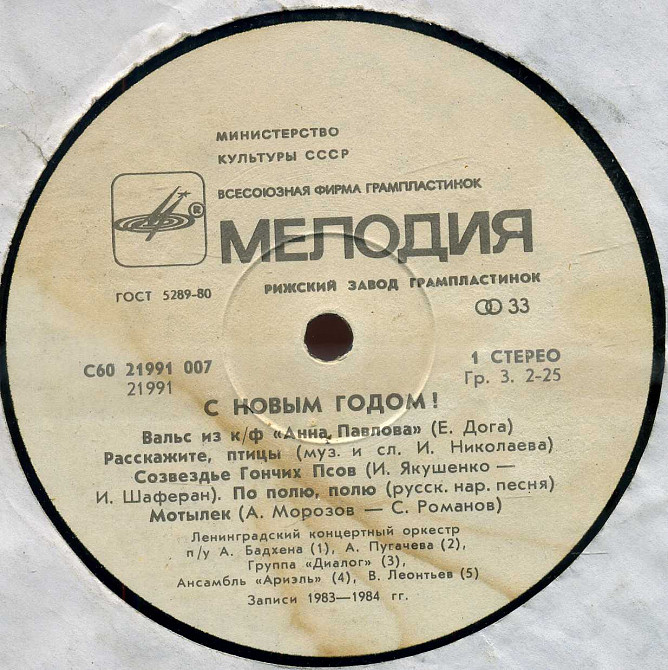 МИНИСТЕРСТВО
КУЛЬТУРЫ СССР
ВСЕСОЮЗНАЯ ФИРМА ГРАМПЛАСТИНОК
® МЕЛОДИЯ
РИЖСКИЙ ЗАВОД ГРАМПЛАСТИНОК
ГОСТ 5289-80
33
С60 21991 007
21991
1 СТЕРЕО
Гр. 3. 2-25
С НОВЫМ ГОДОМ!
Вальс из к/ф «Анна Павлова» (Е. Дога)
Расскажите, птицы (муз. и сл. И. Николаева)
Созвездье Гончих Псов (И. Якушенко —
И. Шаферан). По полю, полю (русск. нар. песня)
Мотылек (А. Морозов — С. Романов)
Ленинградский концертный оркестр
п/у А. Бадхена (1), А. Пугачева (2),
Группа «Диалог» (3),
Ансамбль «Ариэль» (4), В. Леонтьев (5)
Записи 1983—1984 гг.